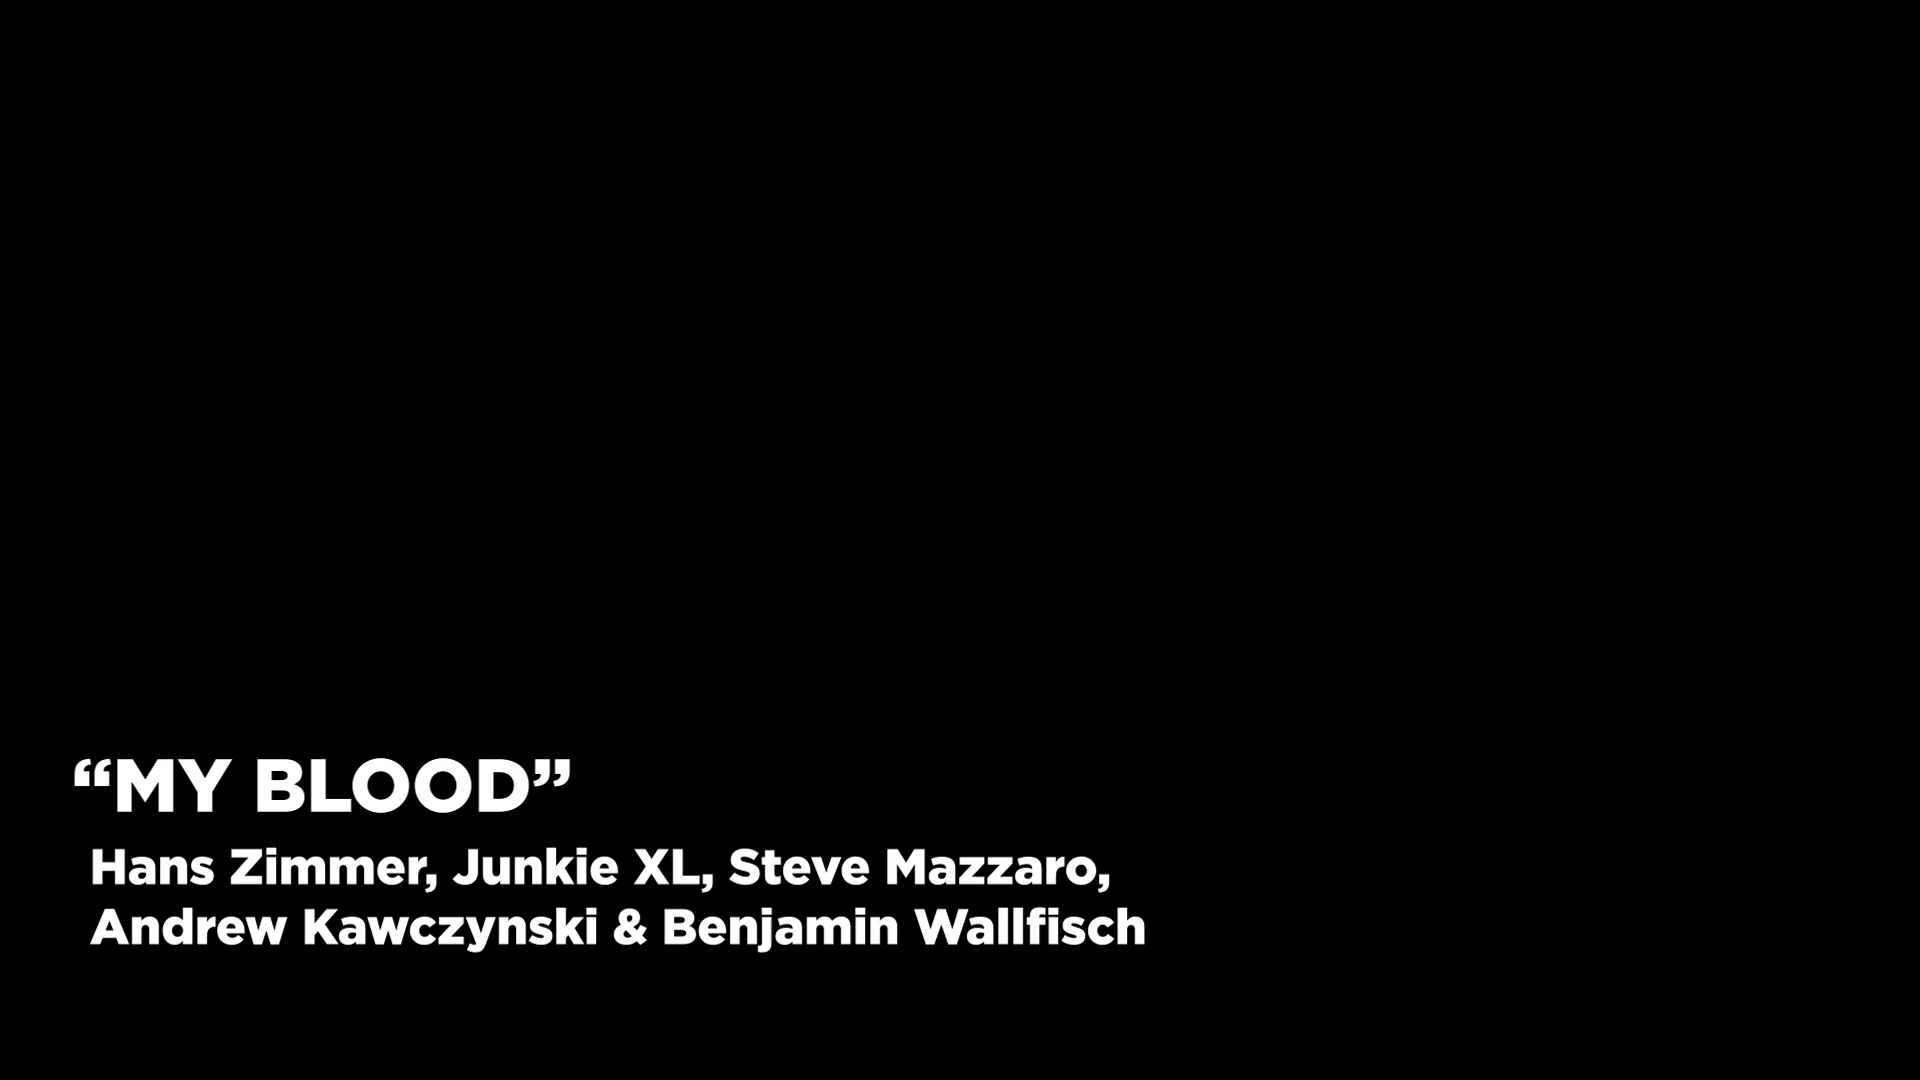 “MY BLOOD”
Hans Zimmer, Junkie XL, Steve Mazzaro,
Andrew Kawczynski & Benjamin Wallfisch